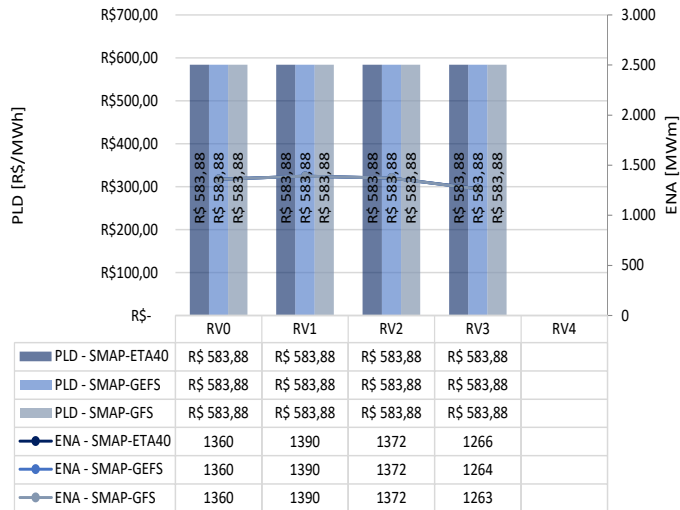 R$700,00
R$600,00
R$500,00
R$400,00
R$300,00
R$200,00
R$100,00
R$-
PLD [R$/MWh]
3.000
2.500
2.000
1.500
1.000
500
0
ENA [MWm]
R$ 583,88 R$ 583,88 R$ 583,88 R$ 583,88 R$ 583,88 R$ 583,88 R$ 583,88 R$ 583,88 R$ 583,88 R$ 583,88 R$ 583,88 R$ 583,88
RV0 RV1 RV2 RV3 RV4
PLD - SMAP-ETA40 R$ 583,88 R$ 583,88 R$ 583,88 R$ 583,88
PLD - SMAP-GEFS R$ 583,88 R$ 583,88 R$ 583,88 R$ 583,88
PLD - SMAP-GFS R$ 583,88 R$ 583,88 R$ 583,88 R$ 583,88
ENA - SMAP-ETA40 1360 1390 1372 1266
ENA - SMAP-GEFS 1360 1390 1372 1264
ENA - SMAP-GFS 1360 1390 1372 1263